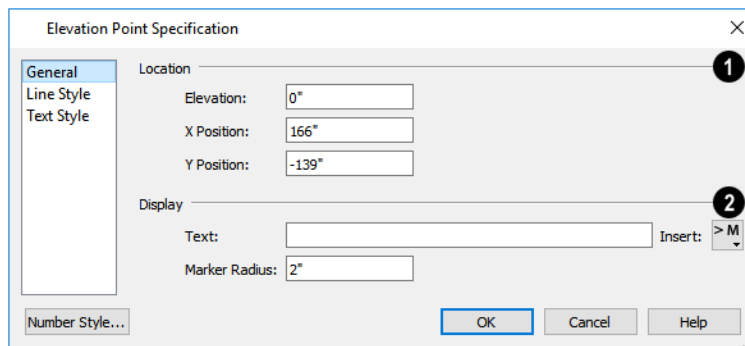 Elevation Point Specification
General
Line Style
Text Style
Location 1
Elevation: 0"
X Position: 166"
Y Position: -139"
Display 2
Text: Insert: > M
Marker Radius: 2"
Number Style... OK Cancel Help